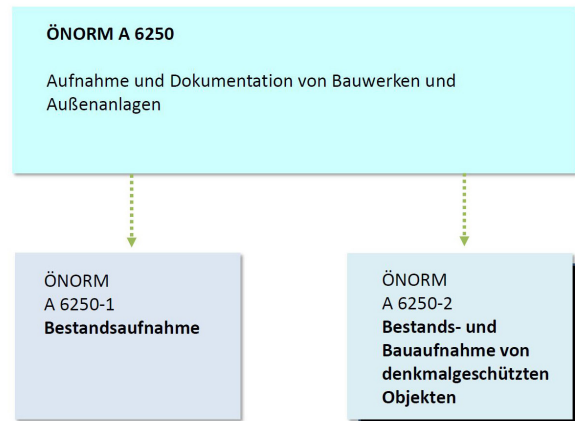 ÖNORM A 6250
Aufnahme und Dokumentation von Bauwerken und
Außenanlagen
ÖNORM
A 6250-1
Bestandsaufnahme
ÖNORM
A 6250-2
Bestands- und
Bauaufnahme von
denkmalgeschützten
Objekten